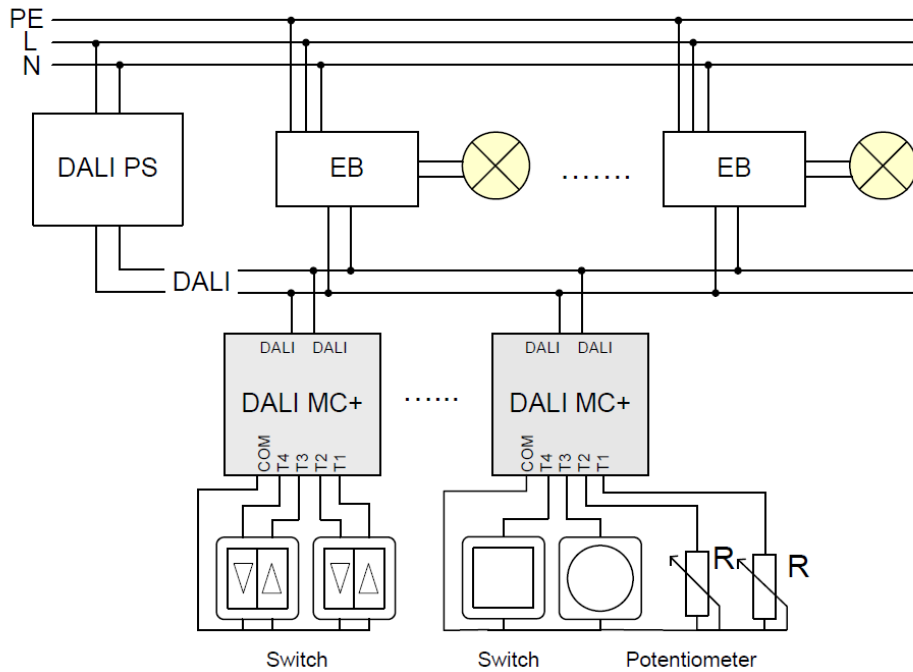 PE
L
N
DALI PS
EB
.......
EB
DALI
DALI DALI
DALI MC+
COM T4 T3 T2 T1
......
DALI DALI
DALI MC+
COM T4 T3 T2 T1
R
R
Switch
Switch
Potentiometer